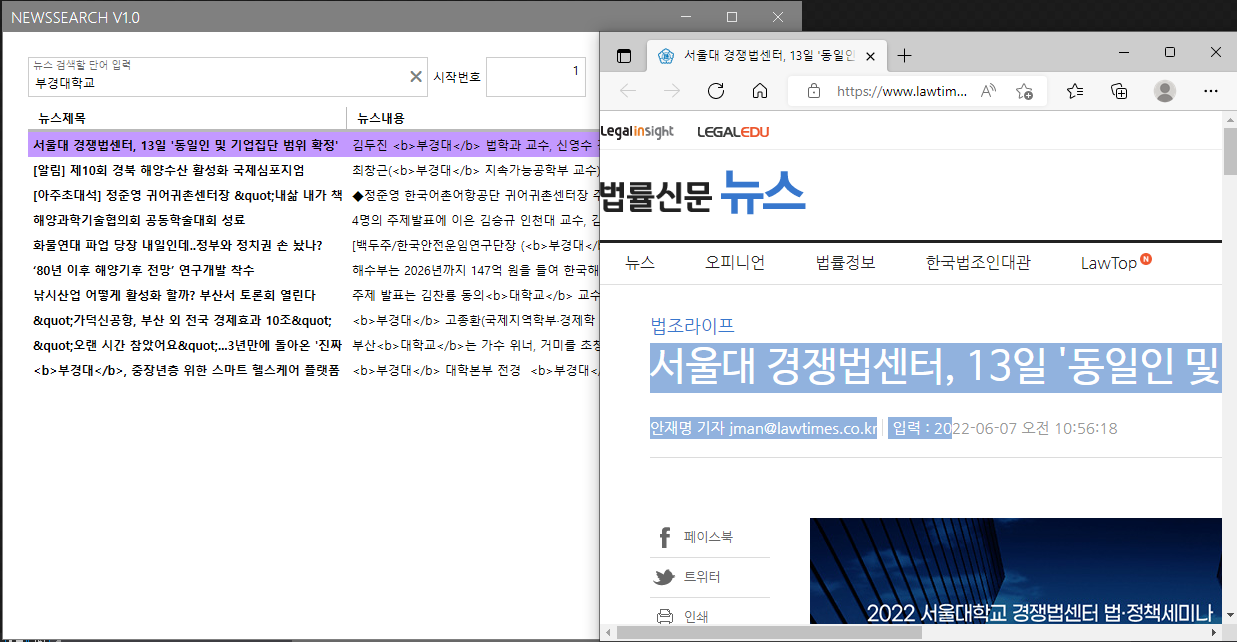 NEWSSEARCH V1.0
뉴스 검색할 단어 입력
부경대학교
시작번호
1
뉴스제목 뉴스내용
서울대 경쟁법센터, 13일 '동일인 및 기업집단 범위 확정' 김두진 <b>부경대</b> 법학과 교수, 신영수
[알림] 제10회 경북 해양수산 활성화 국제심포지엄 최창근(<b>부경대</b> 지속가능공학부 교수)
[아주초대석] 정준영 귀어귀촌센터장 &quot;내삶 내가 책 ◆정준영 한국어촌어항공단 귀어귀촌센터장
해양과학기술협의회 공동학술대회 성료 4명의 주제발표에 이은 김승규 인천대 교수,
화물연대 파업 당장 내일인데..정부와 정치권 손 놨나? [백두주/한국안전운임연구단장 (<b>부경대</
‘80년 이후 해양기후 전망’ 연구개발 착수 해수부는 2026년까지 147억 원을 들여 한국해
낚시산업 어떻게 활성화 할까? 부산서 토론회 열린다 주제 발표는 김찬룡 동의<b>대학교</b> 교수
&quot;가덕신공항, 부산 외 전국 경제효과 10조&quot; <b>부경대</b> 고종환(국제지역학부·경제학
&quot;오랜 시간 참았어요&quot;...3년만에 돌아온 '진짜 부산<b>대학교</b>는 가수 위너, 거미를 초청
<b>부경대</b>, 중장년층 위한 스마트 헬스케어 플랫폼 <b>부경대</b> 대학본부 전경 <b>부경대</
서울대 경쟁법센터, 13일 '동일인
https://www.lawtim...
Legalinsight LEGALEDU
법률신문 뉴스
뉴스 오피니언 법률정보 한국법조인대관 LawTop N
법조라이프
서울대 경쟁법센터, 13일 '동일인 및
안재명 기자 jman@lawtimes.co.kr 입력 : 2022-06-07 오전 10:56:18
페이스북
트위터
인쇄
2022 서울대학교 경쟁법센터 법·정책세미나